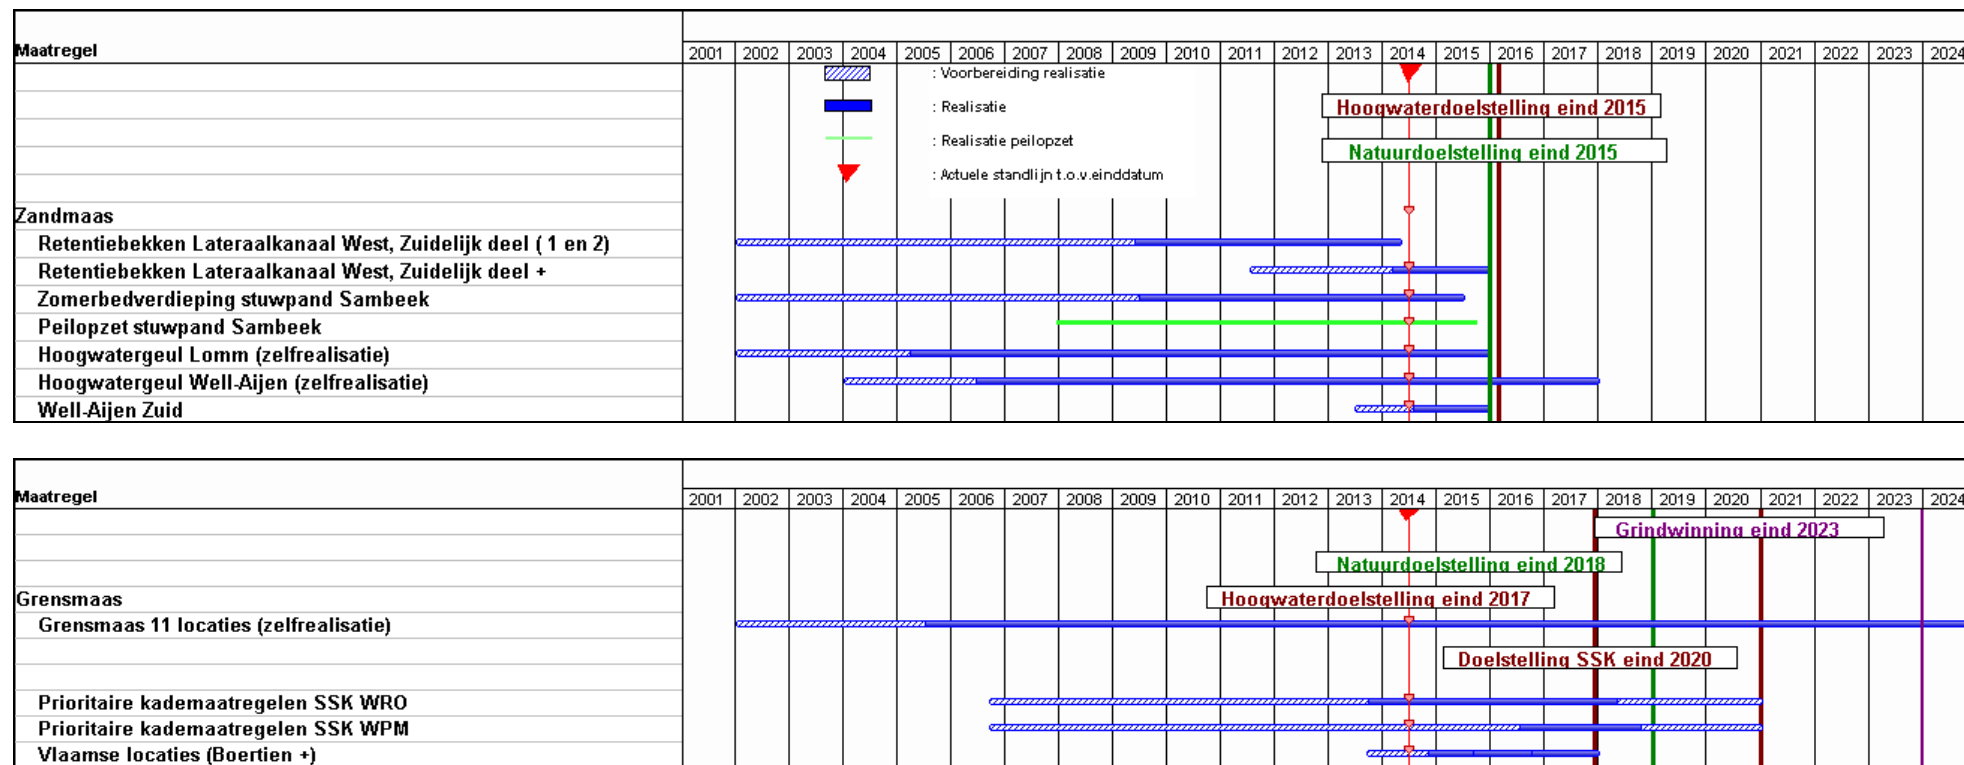 Maatregel
2001 2002 2003 2004 2005 2006 2007 2008 2009 2010 2011 2012 2013 2014 2015 2016 2017 2018 2019 2020 2021 2022 2023 2024
: Voorbereiding realisatie
: Realisatie
Hoogwaterdoelstelling eind 2015
: Realisatie peilopzet
Natuurdoelstelling eind 2015
: Actuele standlijn t.o.v.einddatum
Zandmaas
Retentiebekken Lateraalkanaal West, Zuidelijk deel ( 1 en 2)
Retentiebekken Lateraalkanaal West, Zuidelijk deel +
Zomerbedverdieping stuwpand Sambeek
Peilopzet stuwpand Sambeek
Hoogwatergeul Lomm (zelfrealisatie)
Hoogwatergeul Well-Aijen (zelfrealisatie)
Well-Aijen Zuid
Maatregel
2001 2002 2003 2004 2005 2006 2007 2008 2009 2010 2011 2012 2013 2014 2015 2016 2017 2018 2019 2020 2021 2022 2023 2024
Grindwinning eind 2023
Natuurdoelstelling eind 2018
Grensmaas
Hoogwaterdoelstelling eind 2017
Grensmaas 11 locaties (zelfrealisatie)
Doelstelling SSK eind 2020
Prioritaire kademaatregelen SSK WRO
Prioritaire kademaatregelen SSK WPM
Vlaamse locaties (Boertien +)